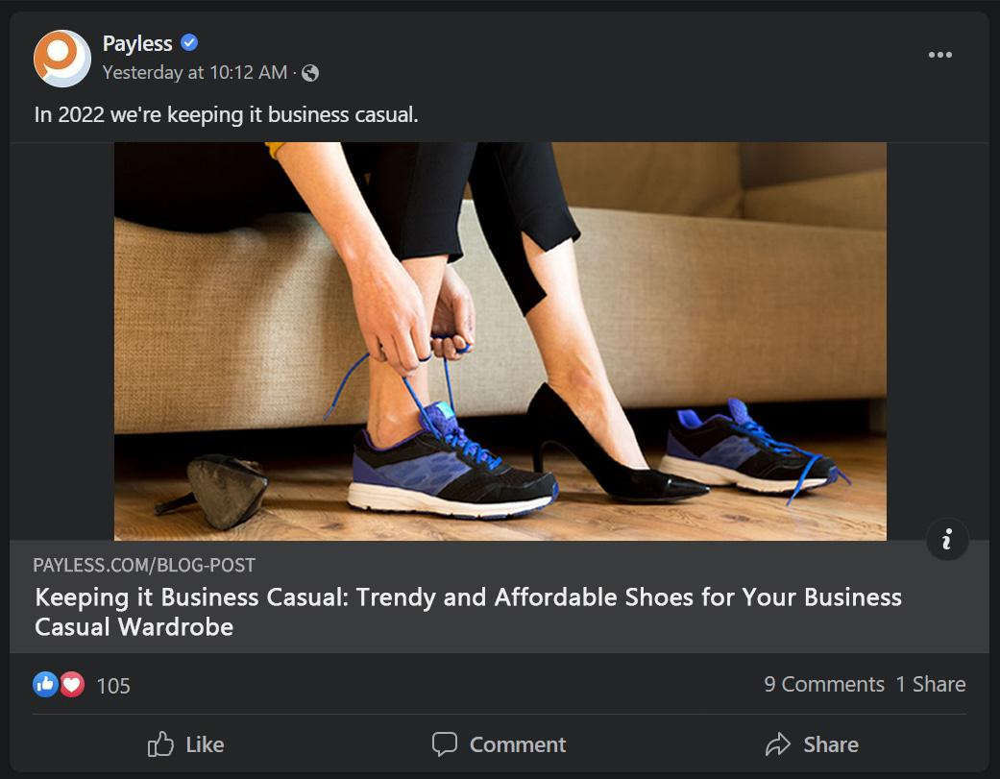 Payless
Yesterday at 10:12 AM ·
In 2022 we're keeping it business casual.
PAYLESS.COM/BLOG-POST
Keeping it Business Casual: Trendy and Affordable Shoes for Your Business
Casual Wardrobe
105
9 Comments 1 Share
Like
Comment
Share